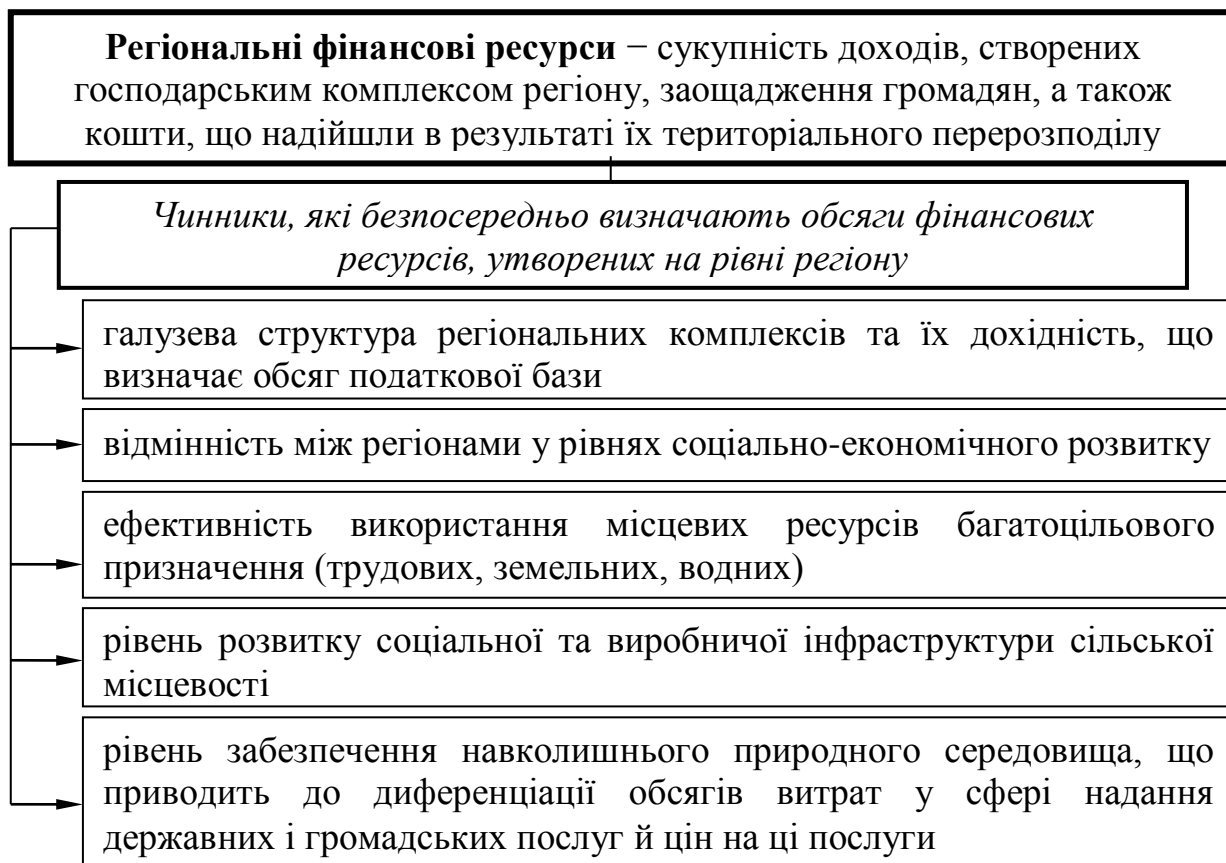 Регіональні фінансові ресурси − сукупність доходів, створених
господарським комплексом регіону, заощадження громадян, а також
кошти, що надійшли в результаті їх територіального перерозподілу
Чинники, які безпосередньо визначають обсяги фінансових
ресурсів, утворених на рівні регіону
галузева структура регіональних комплексів та їх дохідність, що
визначає обсяг податкової бази
відмінність між регіонами у рівнях соціально-економічного розвитку
ефективність використання місцевих ресурсів багатоцільового
призначення (трудових, земельних, водних)
рівень розвитку соціальної та виробничої інфраструктури сільської
місцевості
рівень забезпечення навколишнього природного середовища, що
приводить до диференціації обсягів витрат у сфері надання
державних і громадських послуг й цін на ці послуги